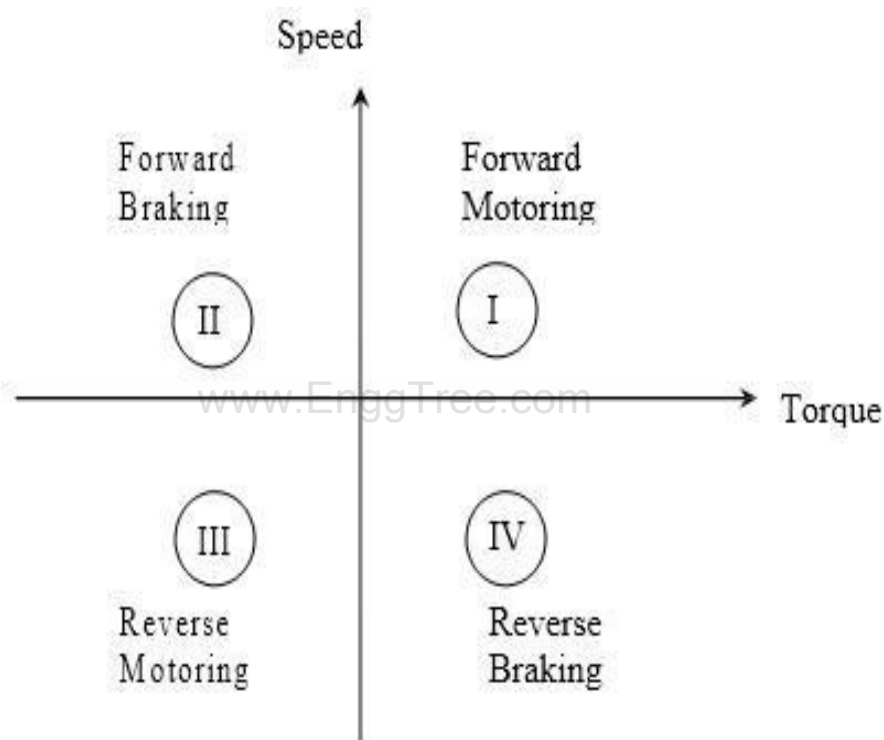 Speed
Forward
Braking
Forward
Motoring
II
I
www.EnggTree.com
Torque
III
IV
Reverse
Motoring
Reverse
Braking